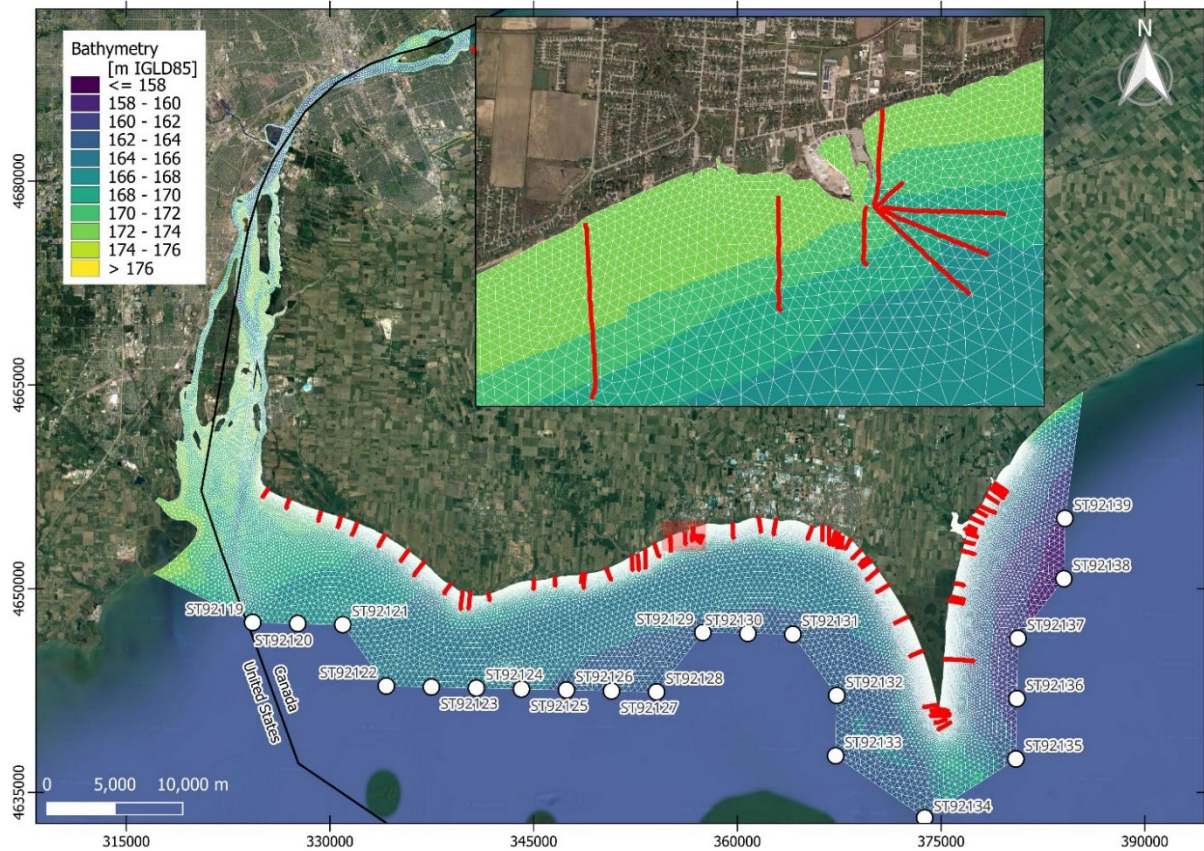 Bathymetry
[m IGLD85]
<= 158
158 - 160
160 - 162
162 - 164
164 - 166
166 - 168
168 - 170
170 - 172
172 - 174
174 - 176
> 176
N
4680000
4665000
4650000
4635000
ST92119
ST92120
ST92121
ST92122
ST92123
ST92124
ST92125
ST92126
ST92127
ST92128
ST92129
ST92130
ST92131
ST92132
ST92133
ST92134
ST92135
ST92136
ST92137
ST92138
ST92139
Canada
United States
0 5,000 10,000 m
315000 330000 345000 360000 375000 390000